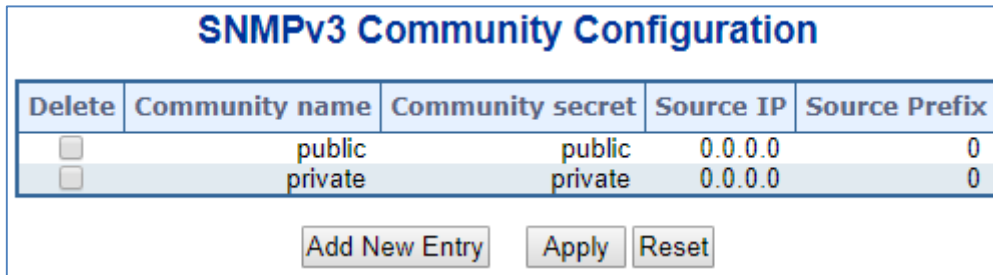 SNMPv3 Community Configuration
Delete Community name Community secret Source IP Source Prefix
public public 0.0.0.0 0
private private 0.0.0.0 0
Add New Entry Apply Reset